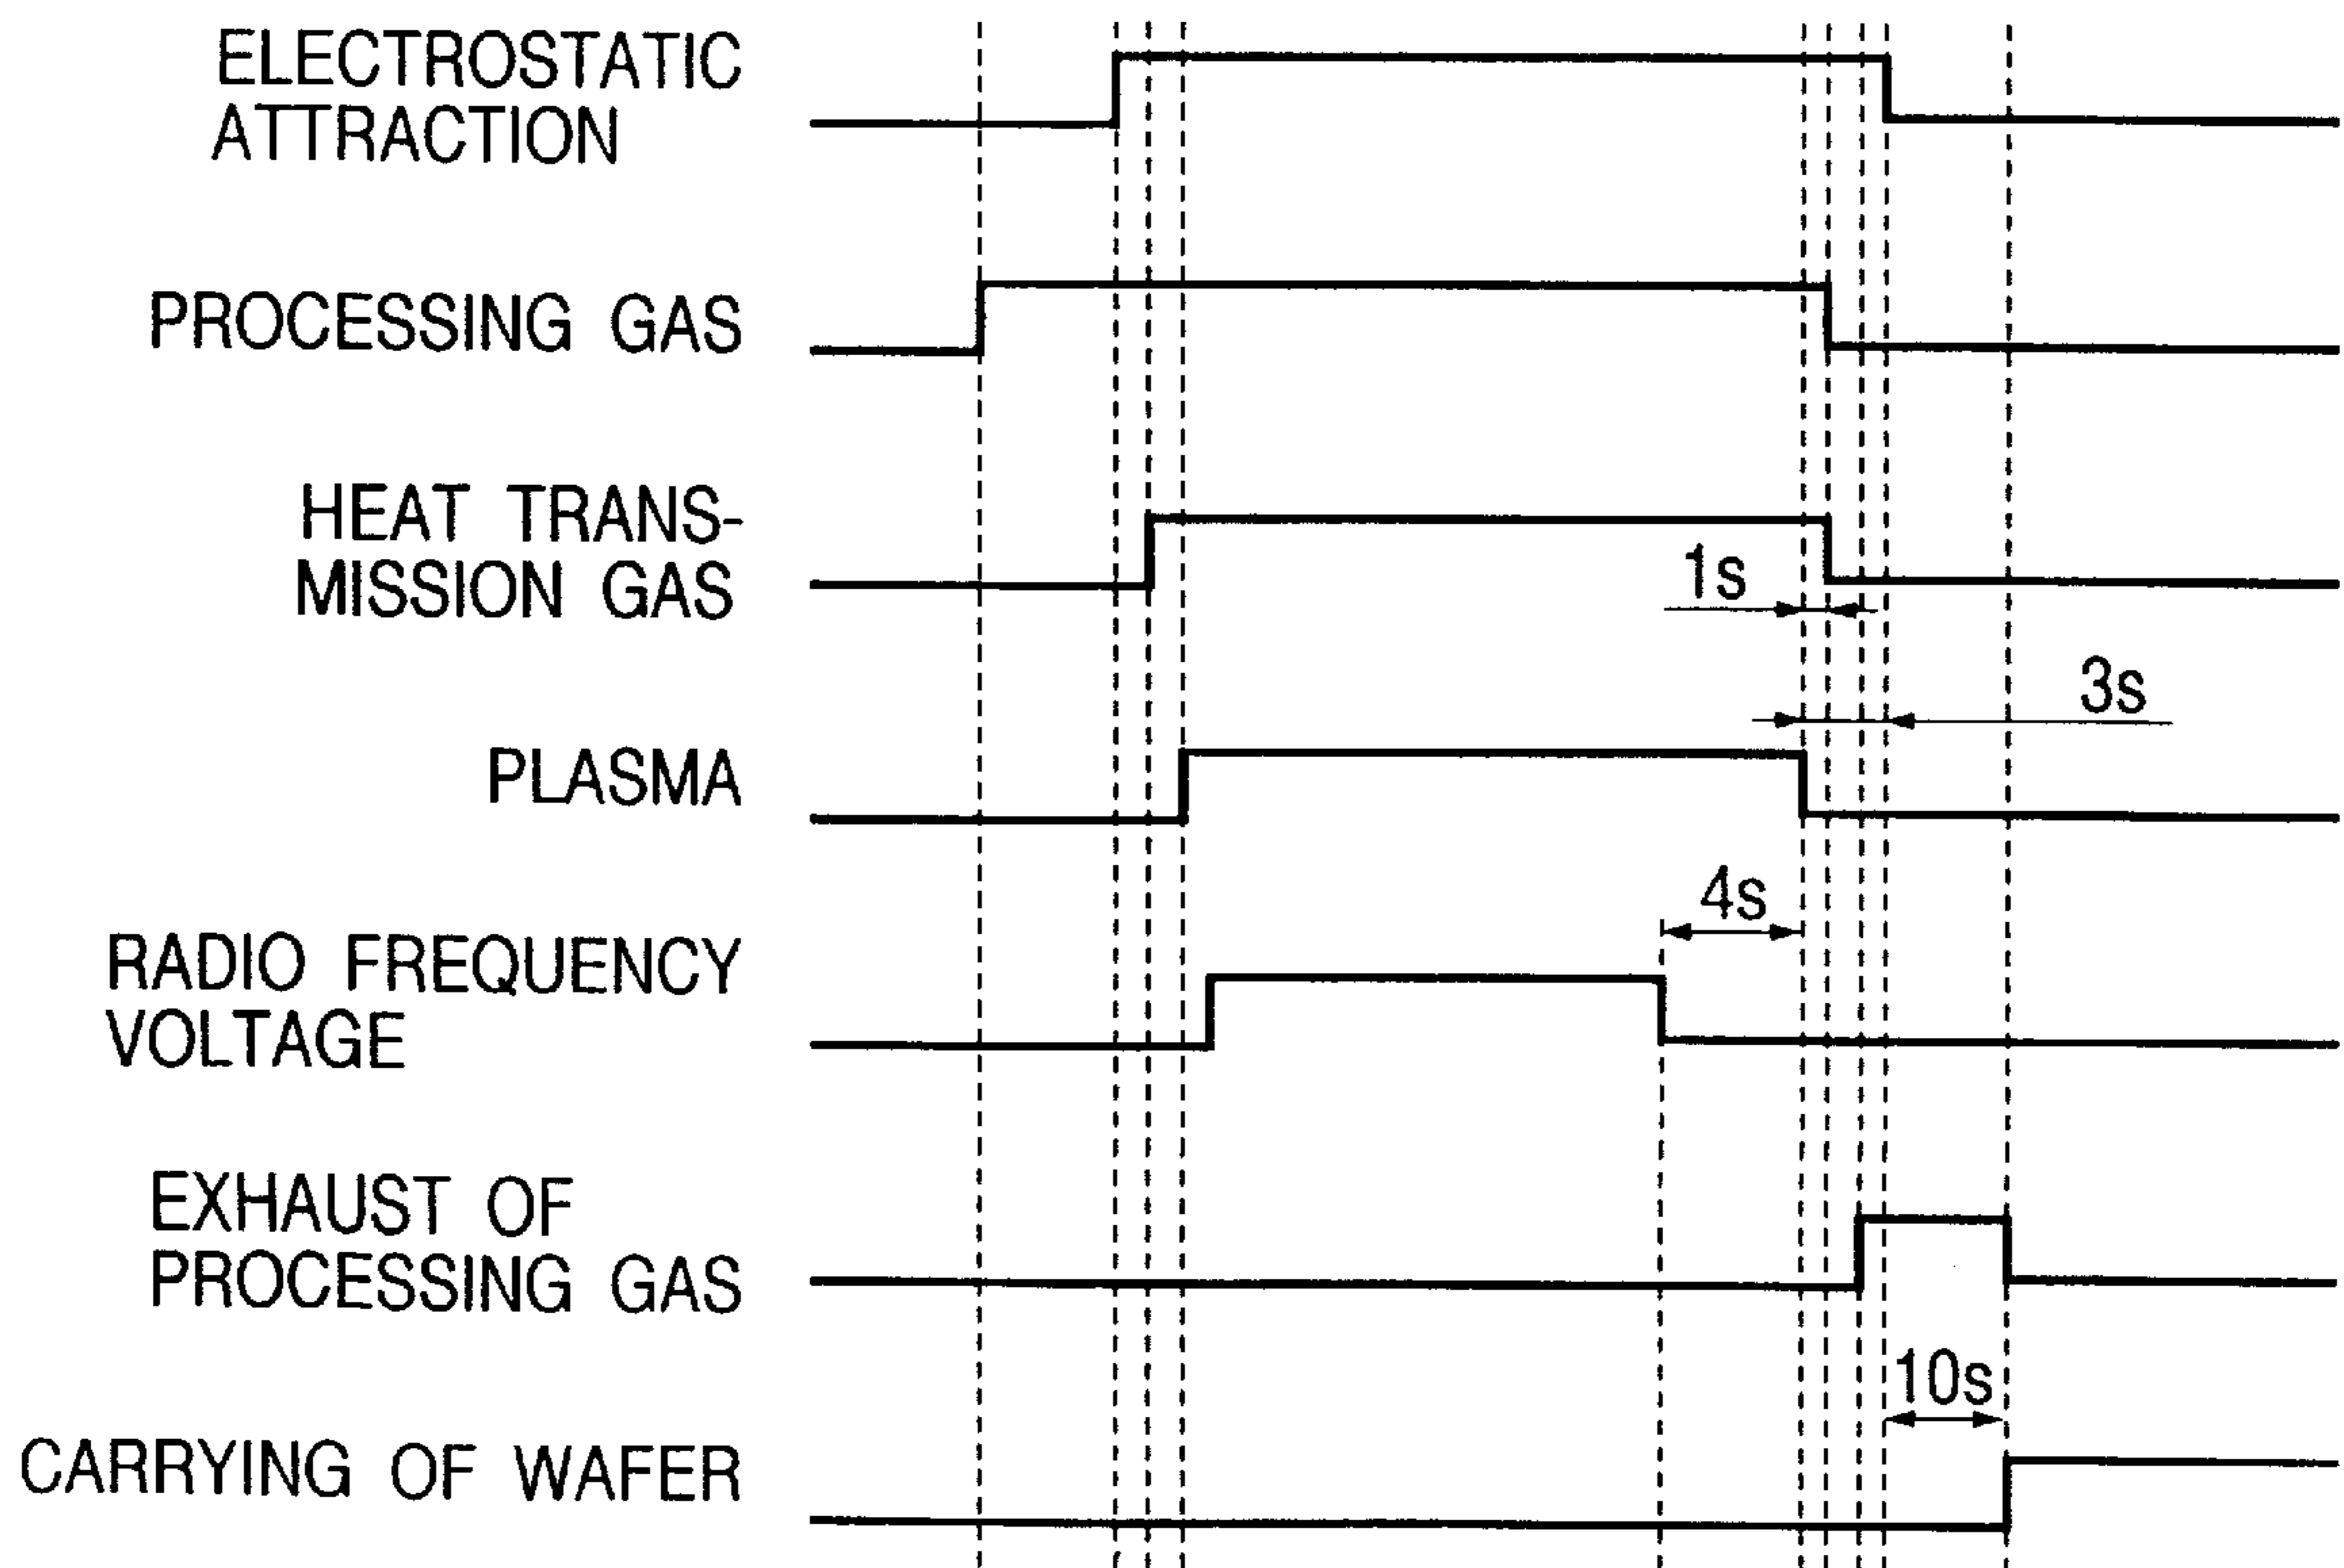 ELECTROSTATIC
ATTRACTION
PROCESSING GAS
HEAT TRANS-
MISSION GAS
1s
3s
PLASMA
4s
RADIO FREQUENCY
VOLTAGE
EXHAUST OF
PROCESSING GAS
10s
CARRYING OF WAFER